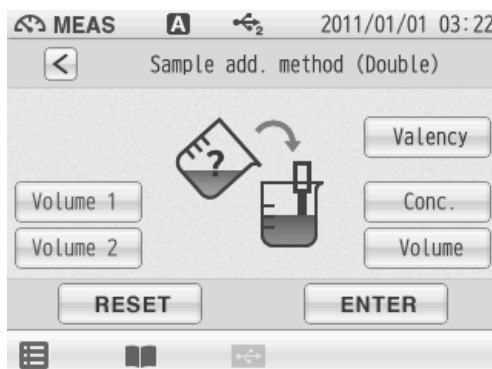 MEAS A 2 2011/01/01 03:22
Sample add. method (Double)
?
Valency
Volume 1 Conc.
Volume 2 Volume
RESET ENTER